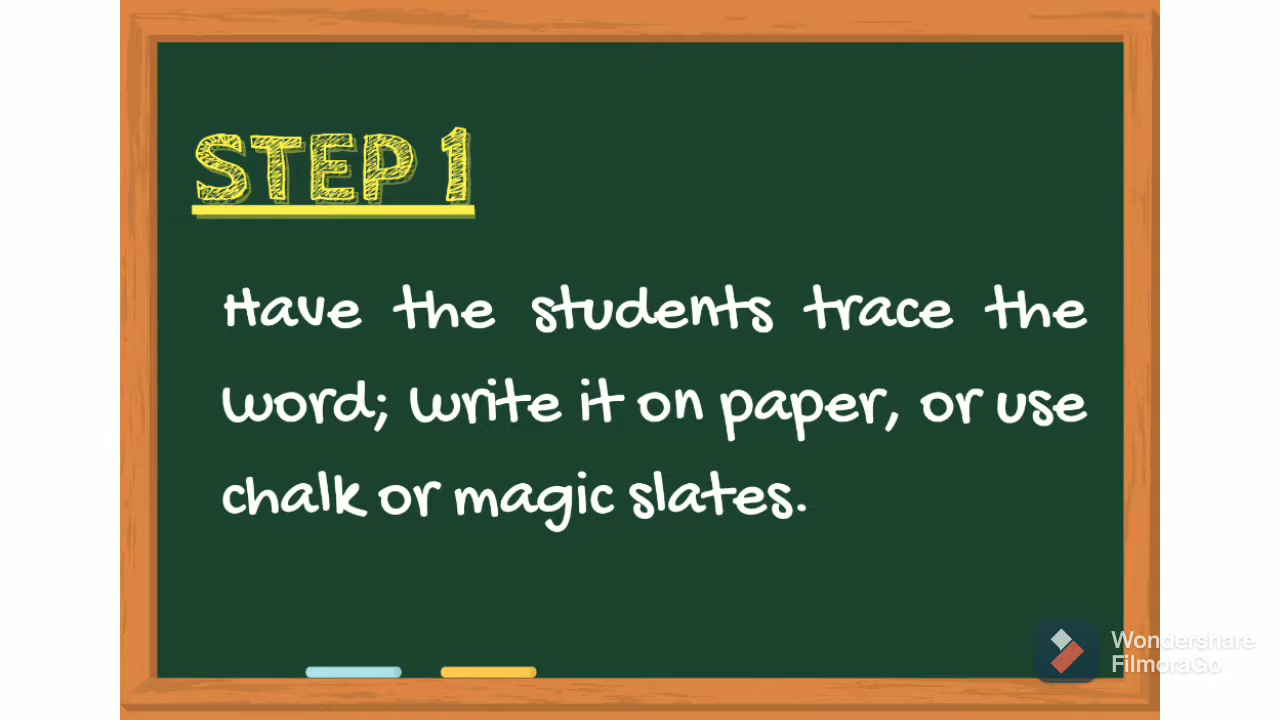 STEP 1
Have the students trace the
word; write it on paper, or use
chalk or magic slates.
Wondershare
FilmoraGo